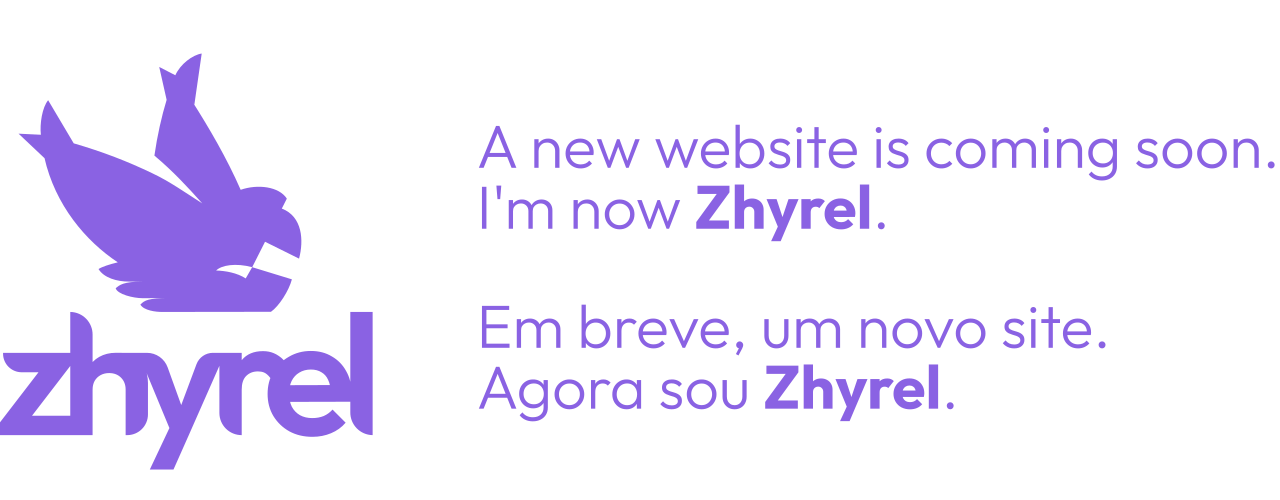 zhyrel
A new website is coming soon.
I'm now Zhyrel.
Em breve, um novo site.
Agora sou Zhyrel.